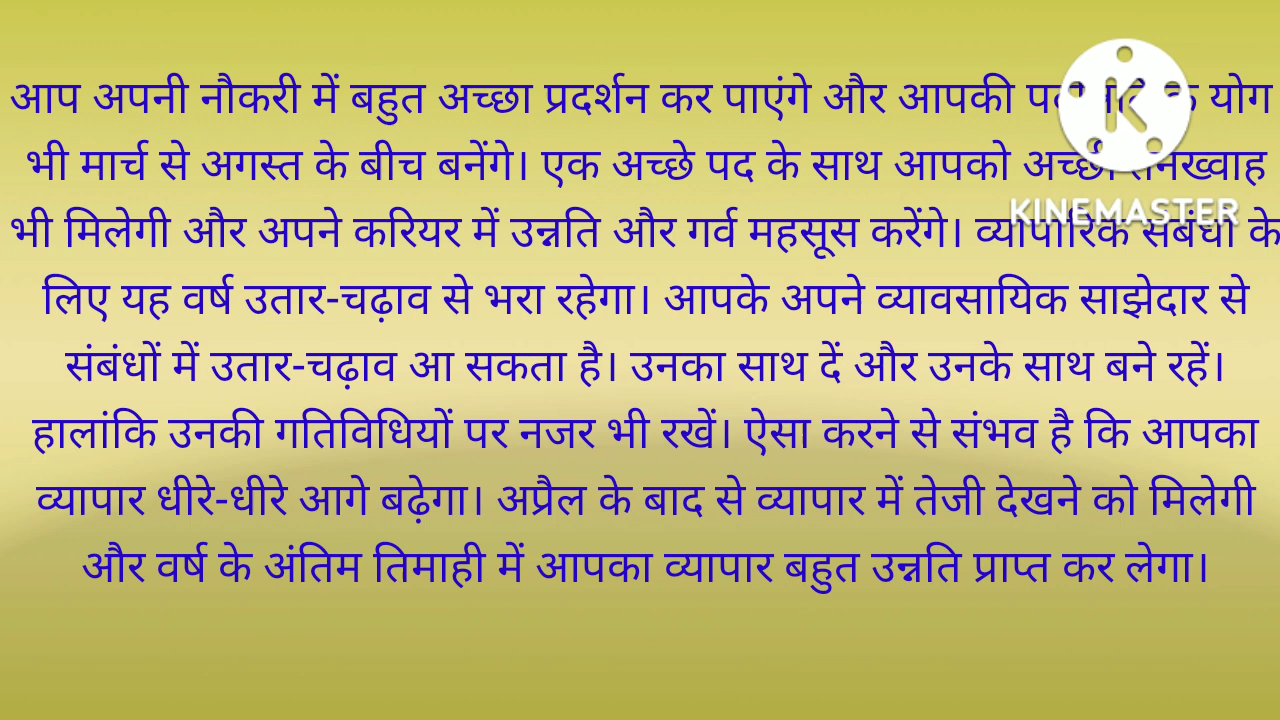 आप अपनी नौकरी में बहुत अच्छा प्रदर्शन कर पाएंगे और आपकी योग
भी मार्च से अगस्त के बीच बनेंगे। एक अच्छे पद के साथ आपको अच्छी तनख्वाह
भी मिलेगी और अपने करियर में उन्नति और गर्व महसूस करेंगे। व्यापारिक संबंधों के
लिए यह वर्ष उतार-चढ़ाव से भरा रहेगा। आपके अपने व्यावसायिक साझेदार से
संबंधों में उतार-चढ़ाव आ सकता है। उनका साथ दें और उनके साथ बने रहें।
हालांकि उनकी गतिविधियों पर नजर भी रखें। ऐसा करने से संभव है कि आपका
व्यापार धीरे-धीरे आगे बढ़ेगा। अप्रैल के बाद से व्यापार में तेजी देखने को मिलेगी
और वर्ष के अंतिम तिमाही में आपका व्यापार बहुत उन्नति प्राप्त कर लेगा।
K
KINEMASTER